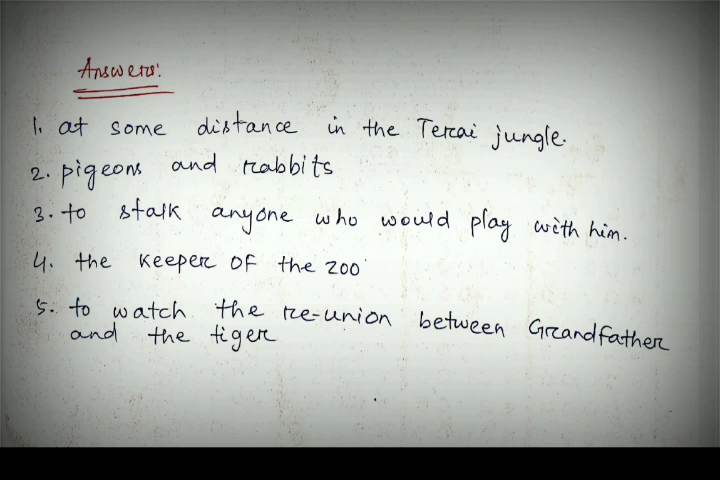 Answers:
1. at some distance in the Terai jungle.
2. pigeons and rabbits
3. to stalk anyone who would play with him.
4. the keeper of the zoo
5. to watch the re-union between Grandfather
and the tiger